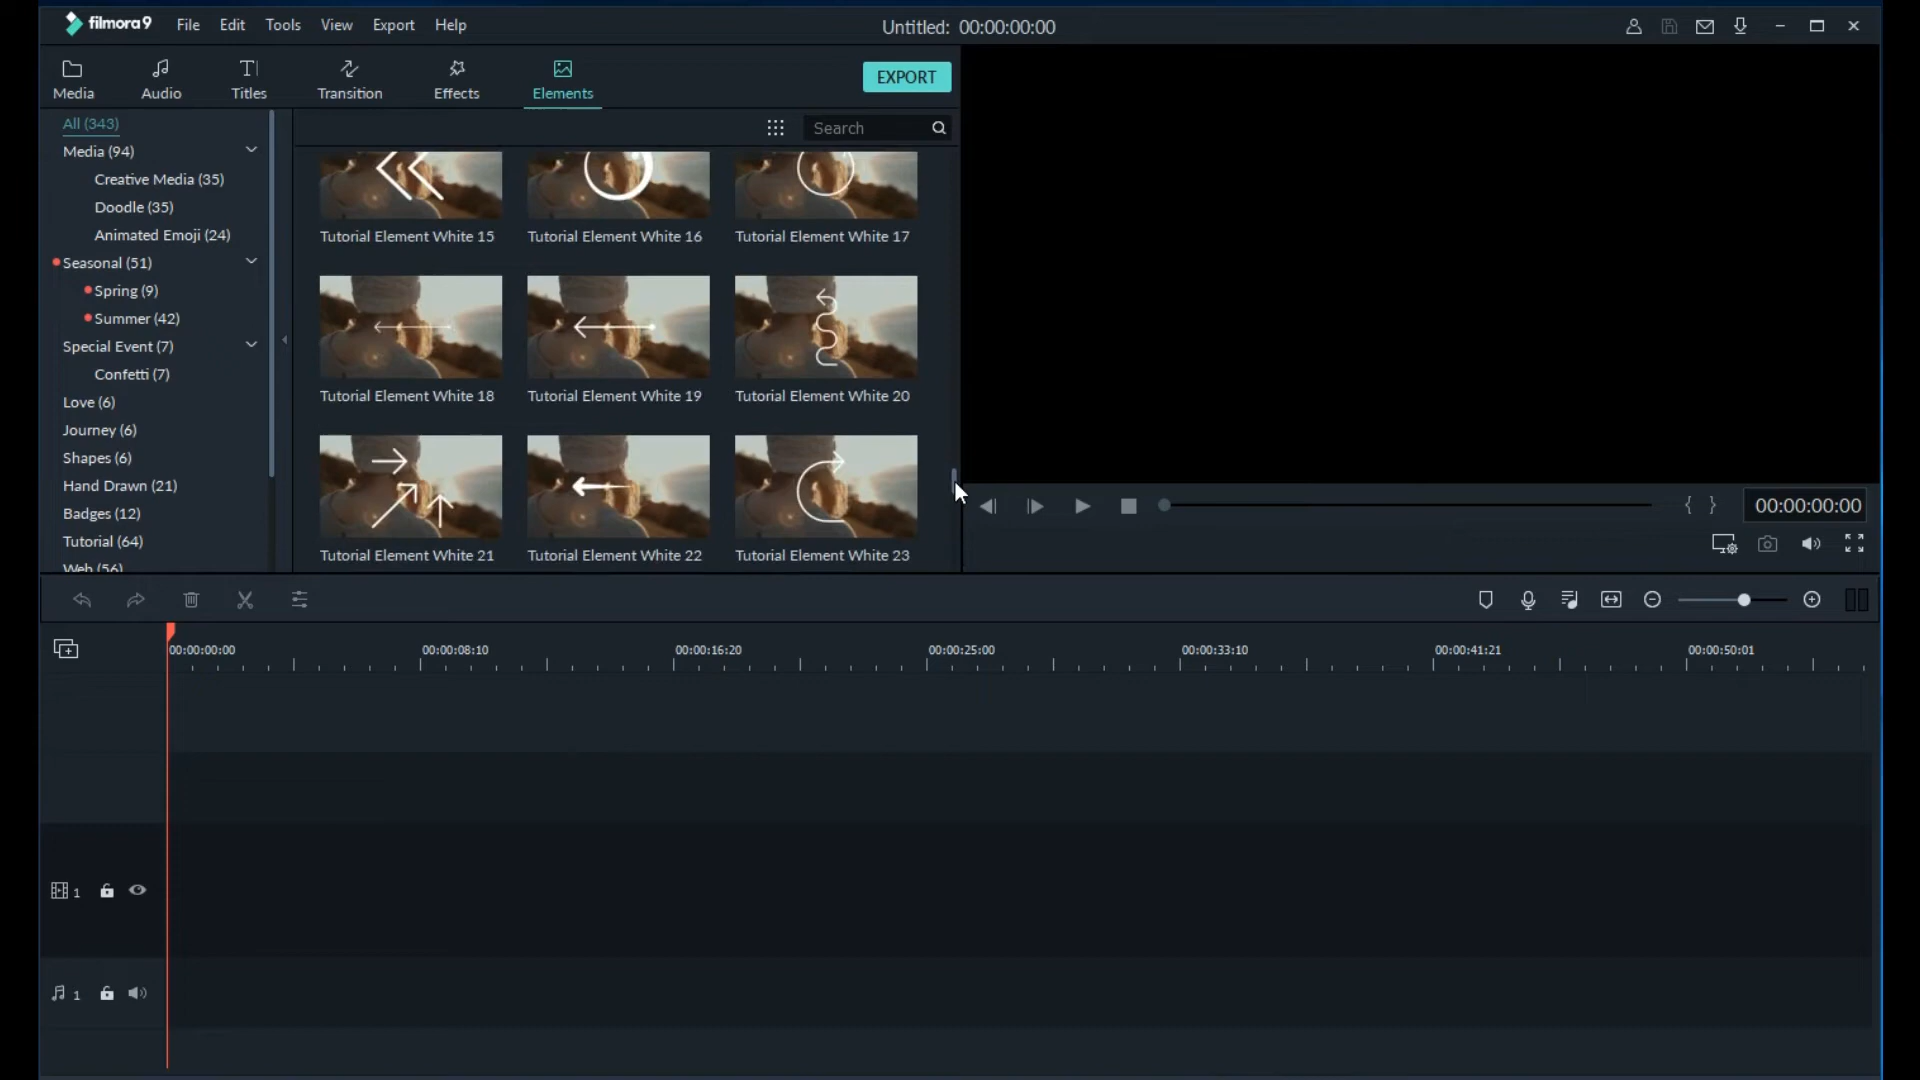 filmora9 File Edit Tools View Export Help Untitled: 00:00:00:00
Media Audio Titles Transition Effects Elements EXPORT
Search
All (343)
Media (94)
Creative Media (35)
Doodle (35)
Animated Emoji (24)
Seasonal (51)
Spring (9)
Summer (42)
Special Event (7)
Confetti (7)
Love (6)
Journey (6)
Shapes (6)
Hand Drawn (21)
Badges (12)
Tutorial (64)
Web (56)
Tutorial Element White 15 Tutorial Element White 16 Tutorial Element White 17
Tutorial Element White 18 Tutorial Element White 19 Tutorial Element White 20
Tutorial Element White 21 Tutorial Element White 22 Tutorial Element White 23
{ } 00:00:00:00
00:00:00:00 00:00:08:10 00:00:16:20 00:00:25:00 00:00:33:10 00:00:41:21 00:00:50:01
1
1